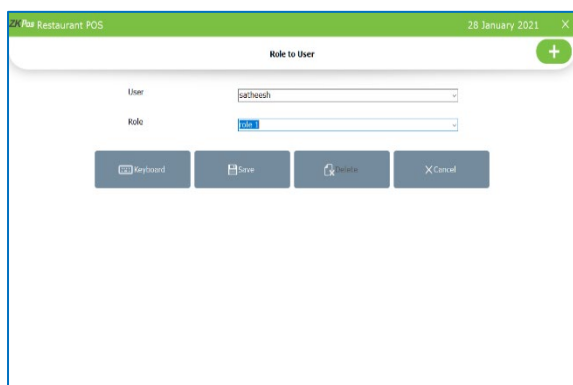 ZKPos Restaurant POS 28 January 2021 X
Role to User
User satheesh
Role role 1
Keyboard Save Delete Cancel